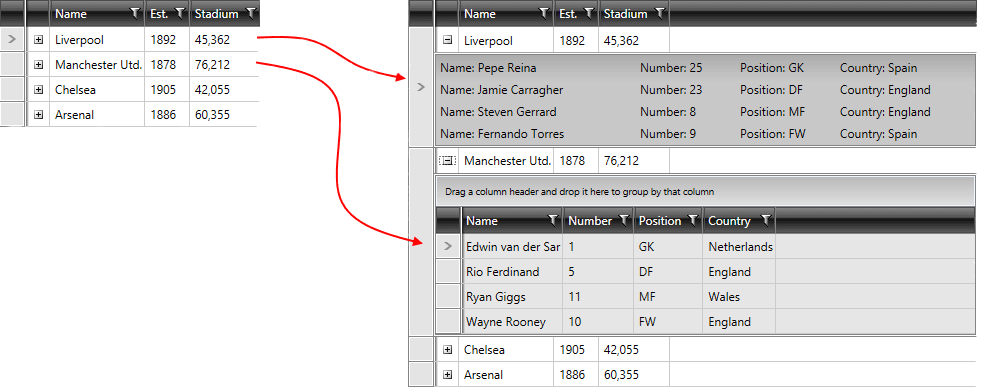 Name Est. Stadium
Liverpool 1892 45,362
Manchester Utd. 1878 76,212
Chelsea 1905 42,055
Arsenal 1886 60,355
Name Est. Stadium
Liverpool 1892 45,362
Name: Pepe Reina Number: 25 Position: GK Country: Spain
Name: Jamie Carragher Number: 23 Position: DF Country: England
Name: Steven Gerrard Number: 8 Position: MF Country: England
Name: Fernando Torres Number: 9 Position: FW Country: Spain
Manchester Utd. 1878 76,212
Drag a column header and drop it here to group by that column
Name Number Position Country
Edwin van der Sar 1 GK Netherlands
Rio Ferdinand 5 DF England
Ryan Giggs 11 MF Wales
Wayne Rooney 10 FW England
Chelsea 1905 42,055
Arsenal 1886 60,355